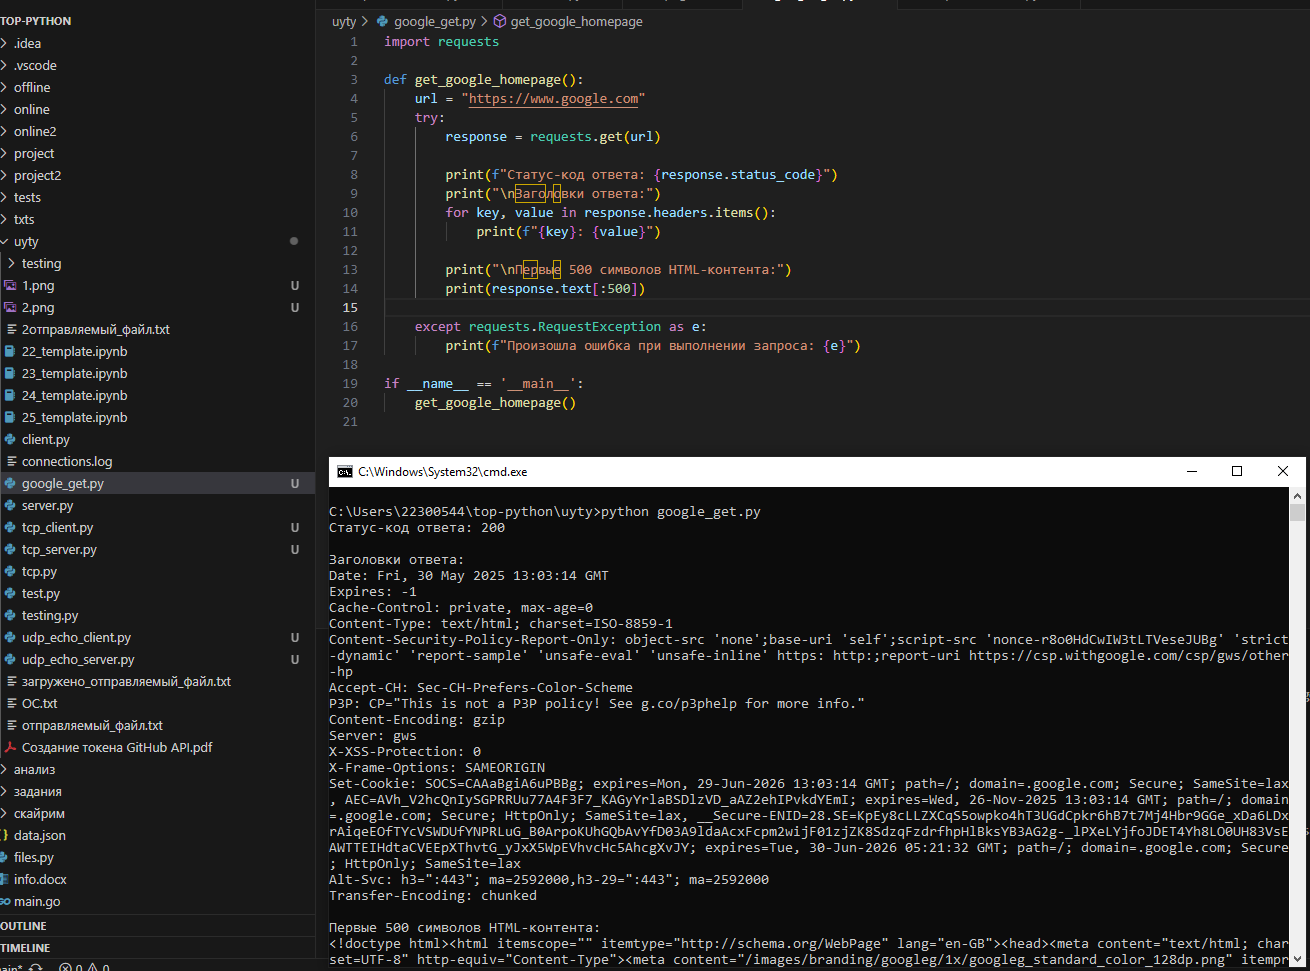 TOP-PYTHON
.idea
.vscode
offline
online
online2
project
project2
tests
txts
uyty
testing
1.png U
2.png U
2отправляемый_файл.txt
22_template.ipynb
23_template.ipynb
24_template.ipynb
25_template.ipynb
client.py
connections.log
google_get.py U
server.py
tcp_client.py U
tcp_server.py U
tcp.py
test.py
testing.py
udp_echo_client.py U
udp_echo_server.py U
загружено_отправляемый_файл.txt
ОС.txt
отправляемый_файл.txt
Создание токена GitHub API.pdf
анализ
задания
скайрим
data.json
files.py
info.docx
main.go
OUTLINE
TIMELINE
uyty > google_get.py > get_google_homepage
1 import requests
2
3 def get_google_homepage():
4 url = "https://www.google.com"
5 try:
6 response = requests.get(url)
7
8 print(f"Статус-код ответа: {response.status_code}")
9 print("\nЗаголовки ответа:")
10 for key, value in response.headers.items():
11 print(f"{key}: {value}")
12
13 print("\nПервые 500 символов HTML-контента:")
14 print(response.text[:500])
15
16 except requests.RequestException as e:
17 print(f"Произошла ошибка при выполнении запроса: {e}")
18
19 if __name__ == '__main__':
20 get_google_homepage()
21
C:\Windows\System32\cmd.exe
C:\Users\22300544\top-python\uyty>python google_get.py
Статус-код ответа: 200
Заголовки ответа:
Date: Fri, 30 May 2025 13:03:14 GMT
Expires: -1
Cache-Control: private, max-age=0
Content-Type: text/html; charset=ISO-8859-1
Content-Security-Policy-Report-Only: object-src 'none';base-uri 'self';script-src 'nonce-r8o0HdCwIW3tLTVeseJUBg' 'strict
-dynamic' 'report-sample' 'unsafe-eval' 'unsafe-inline' https: http:;report-uri https://csp.withgoogle.com/csp/gws/other
-hp
Accept-CH: Sec-CH-Prefers-Color-Scheme
P3P: CP="This is not a P3P policy! See g.co/p3phelp for more info."
Content-Encoding: gzip
Server: gws
X-XSS-Protection: 0
X-Frame-Options: SAMEORIGIN
Set-Cookie: SOCS=CAAaBgiA6uPBBg; expires=Mon, 29-Jun-2026 13:03:14 GMT; path=/; domain=.google.com; Secure; SameSite=lax
, AEC=AVh_V2hcQnIySGPRRUu77A4F3F7_KAGyYrlaBSDlzVD_aAZ2ehIPvkdYEmI; expires=Wed, 26-Nov-2025 13:03:14 GMT; path=/; domain
=.google.com; Secure; HttpOnly; SameSite=lax, __Secure-ENID=28.SE=KpEy8cLLZXCqS5owpko4hT3UGdCpkr6hB7t7Mj4Hbr9GGe_xDa6LDx
rAiqeEOfTYcVSWDUfYNPRLuG_B0ArpoKUhGQbAvYfD03A9ldaAcxFcpm2wijF01zjZK8SdzqFzdrfhpHlBksYB3AG2g-_lPXeLYjfoJDET4Yh8LO0UH83VsE
AWTTEIHdtaCVEEpXThvtG_yJxX5WpEVhvcHc5AhcgXvJY; expires=Tue, 30-Jun-2026 05:21:32 GMT; path=/; domain=.google.com; Secure
; HttpOnly; SameSite=lax
Alt-Svc: h3=":443"; ma=2592000,h3-29=":443"; ma=2592000
Transfer-Encoding: chunked
Первые 500 символов HTML-контента:
<!doctype html><html itemscope="" itemtype="http://schema.org/WebPage" lang="en-GB"><head><meta content="text/html; char
set=UTF-8" http-equiv="Content-Type"><meta content="/images/branding/googleg/1x/googleg_standard_color_128dp.png" itempr